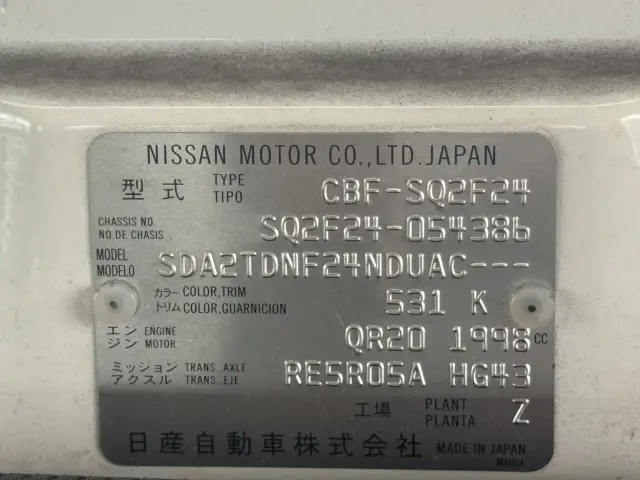 NISSAN MOTOR CO.,LTD.JAPAN
型式 TYPE TIPO CBF-SQ2F24
CHASSIS NO. NO.DE CHASIS SQ2F24-054386
MODEL MODELO SDA2TDNF24NDUAC---
カラー COLOR,TRIM トリム COLOR,GUARNICION 531 K
エンジン ENGINE MOTOR QR20 1998 CC
ミッション TRANS.,AXLE アクスル TRANS.,EJE RE5R05A HG43
工場 PLANT PLANTA Z
日産自動車株式会社 MADE IN JAPAN
MA00A